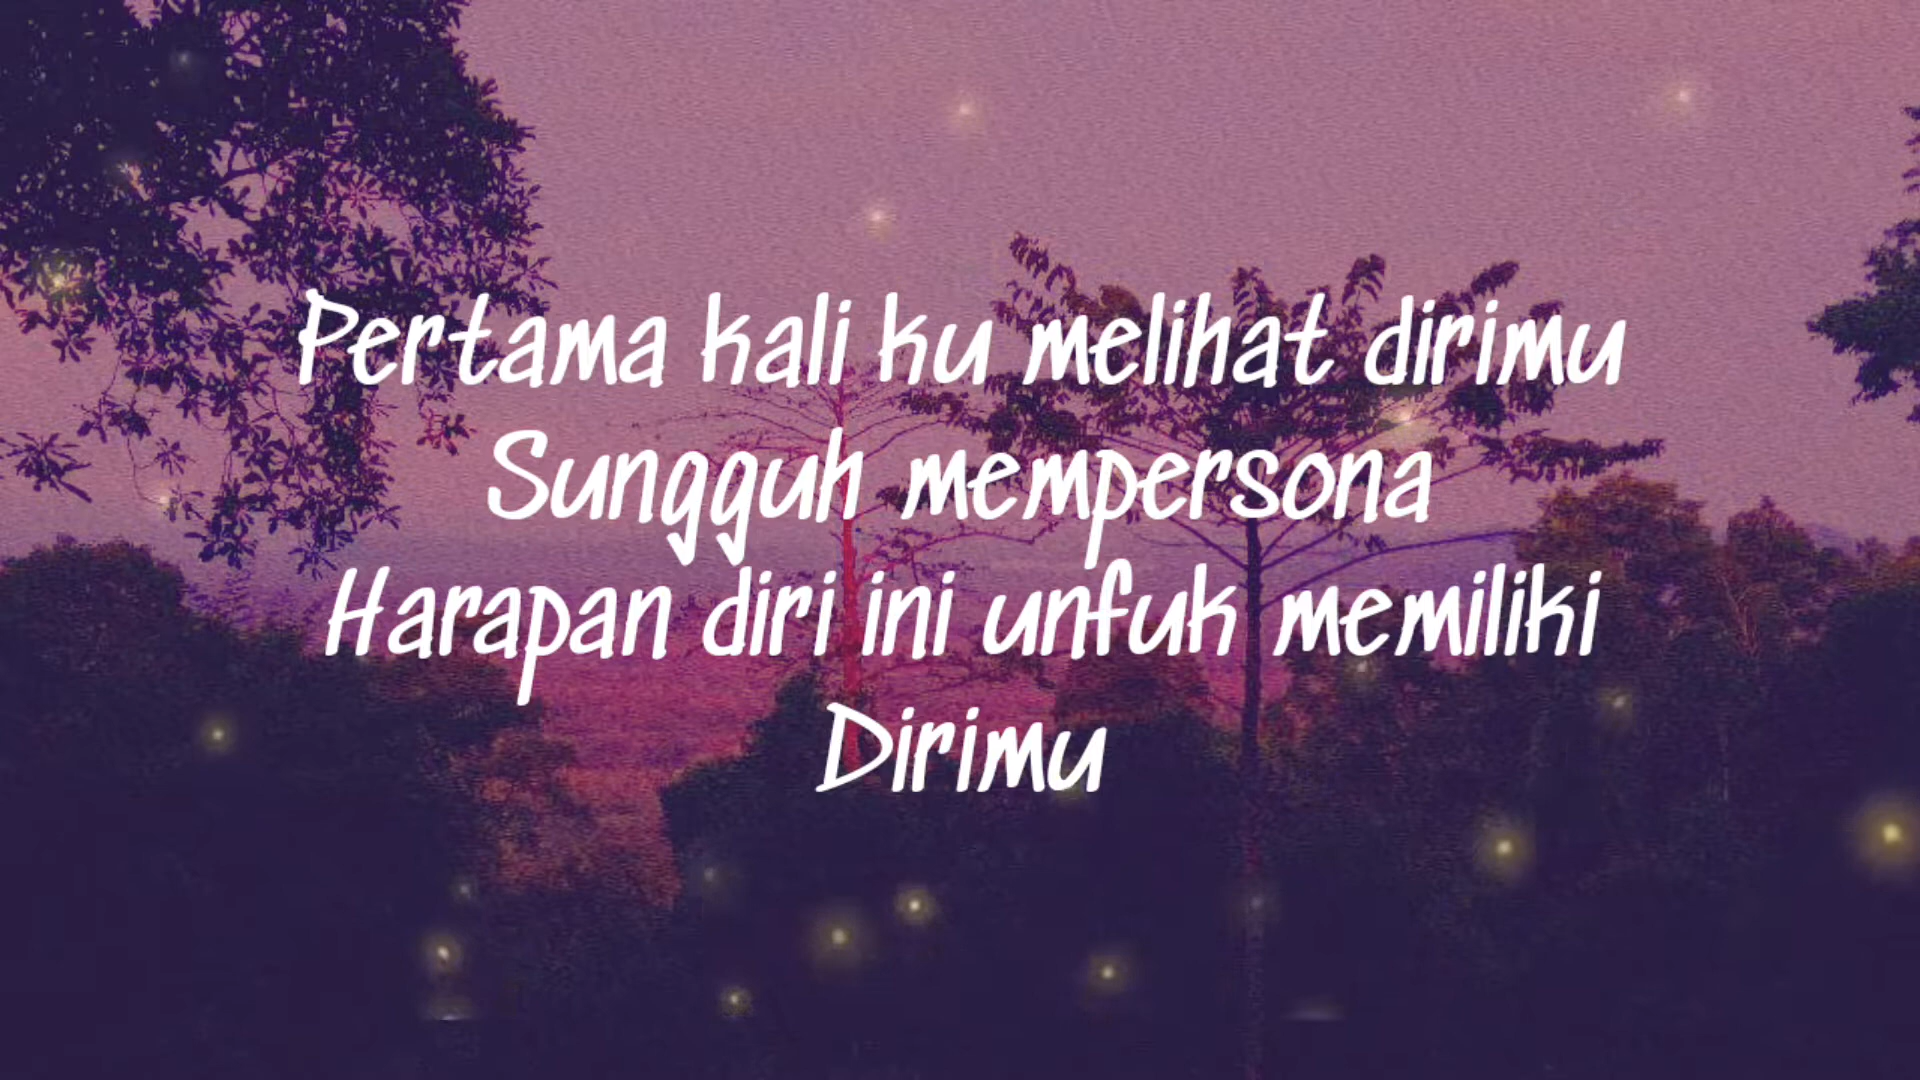 Pertama kali ku melihat dirimu
Sungguh mempersona
Harapan diri ini untuk memiliki
Dirimu